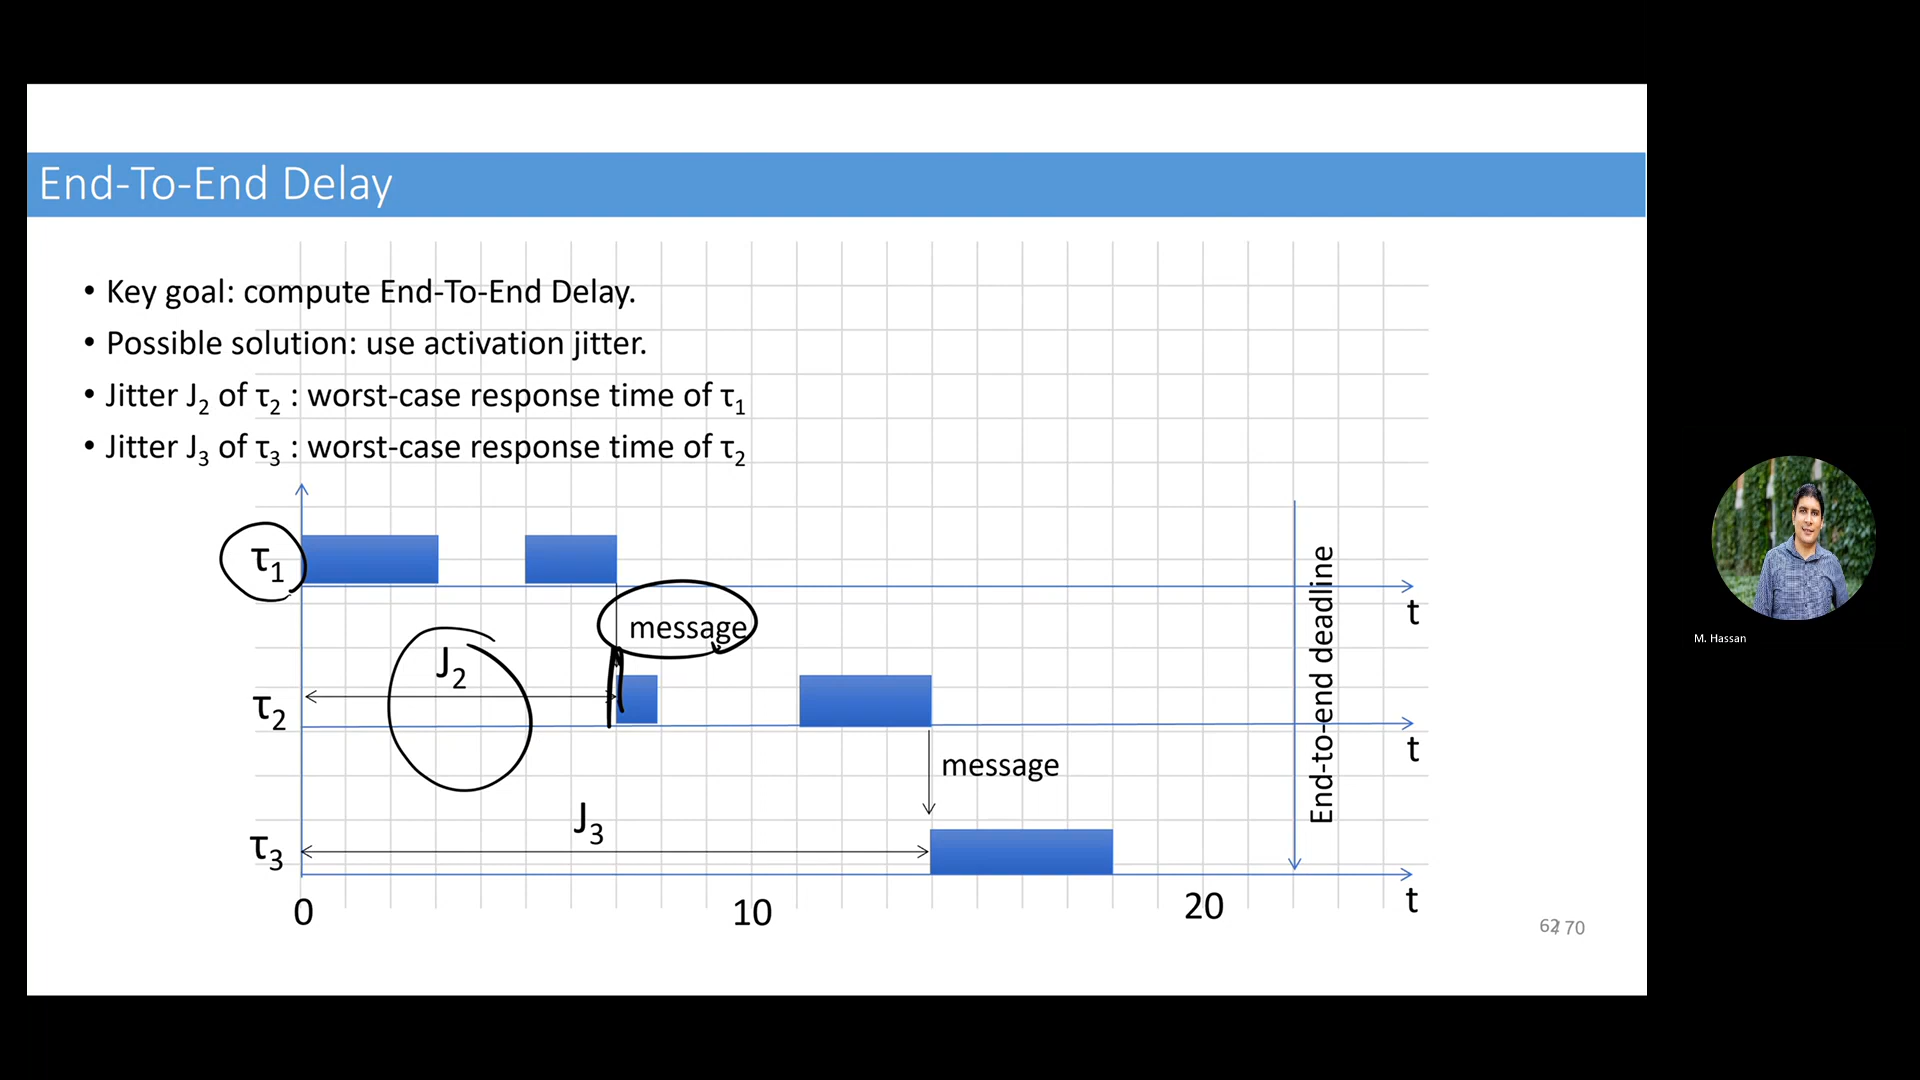 End-To-End Delay
• Key goal: compute End-To-End Delay.
• Possible solution: use activation jitter.
• Jitter J2 of τ2 : worst-case response time of τ1
• Jitter J3 of τ3 : worst-case response time of τ2
τ1
t
message
J2
τ2
t
message
J3
τ3
t
End-to-end deadline
0
10
20
62/ 70
M. Hassan